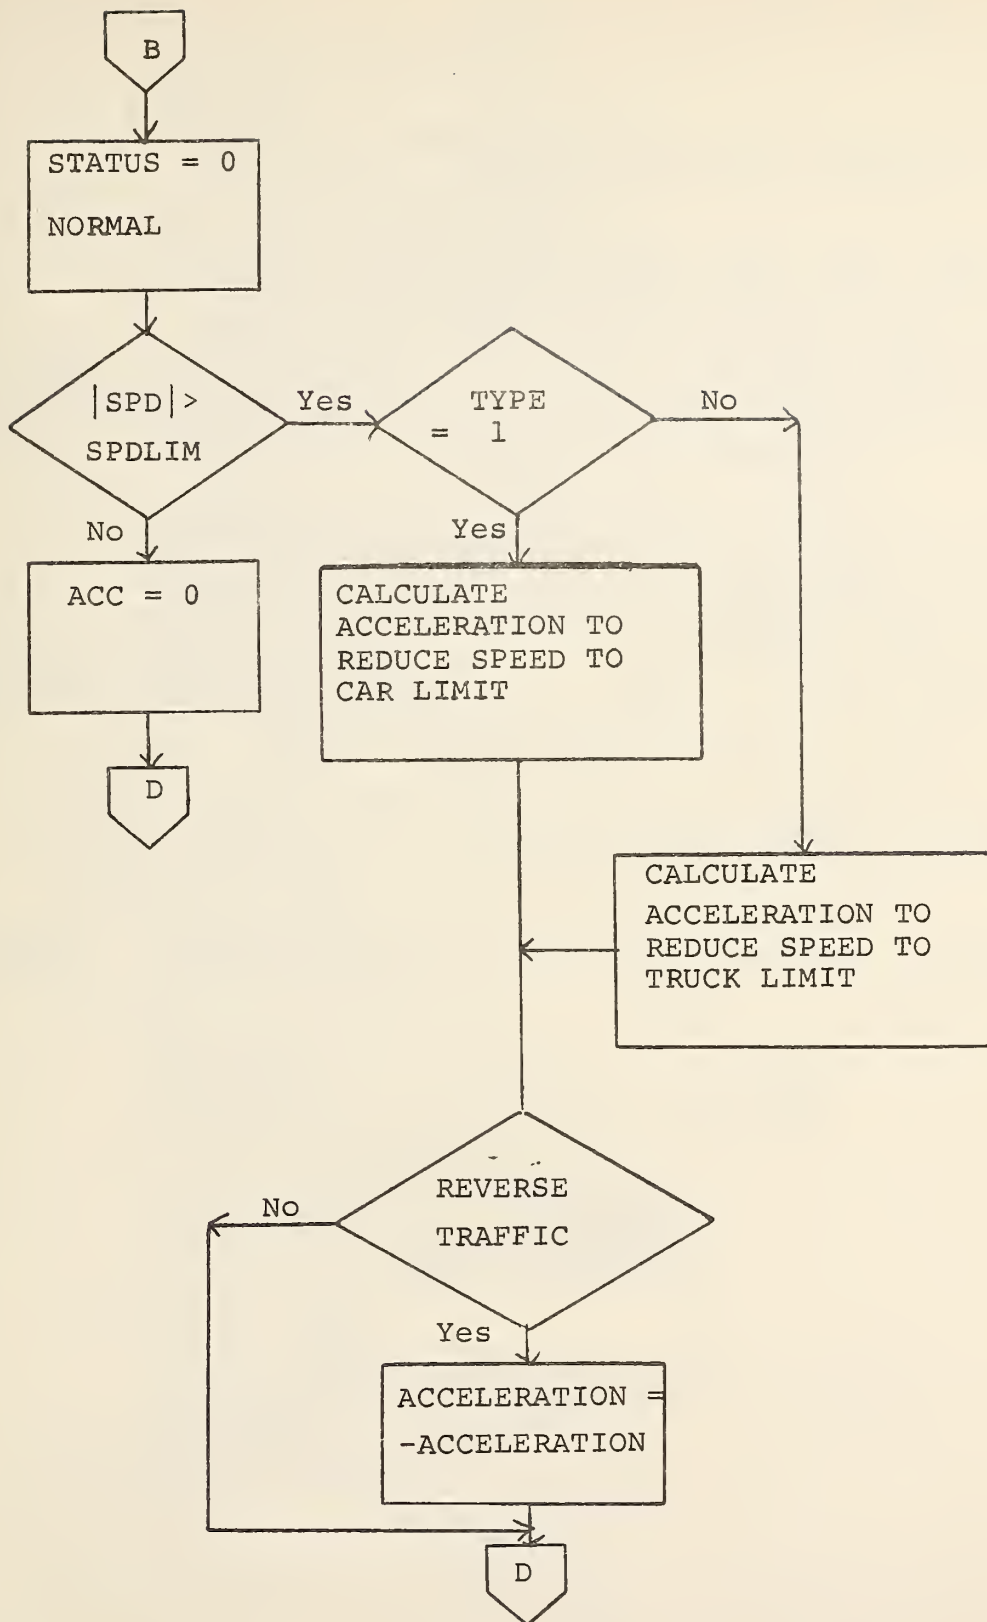 B
STATUS = 0
NORMAL
|SPD|>
SPDLIM
Yes
TYPE
= 1
No
No
Yes
ACC = 0
CALCULATE
ACCELERATION TO
REDUCE SPEED TO
CAR LIMIT
D
CALCULATE
ACCELERATION TO
REDUCE SPEED TO
TRUCK LIMIT
REVERSE
TRAFFIC
No
Yes
ACCELERATION =
-ACCELERATION
D